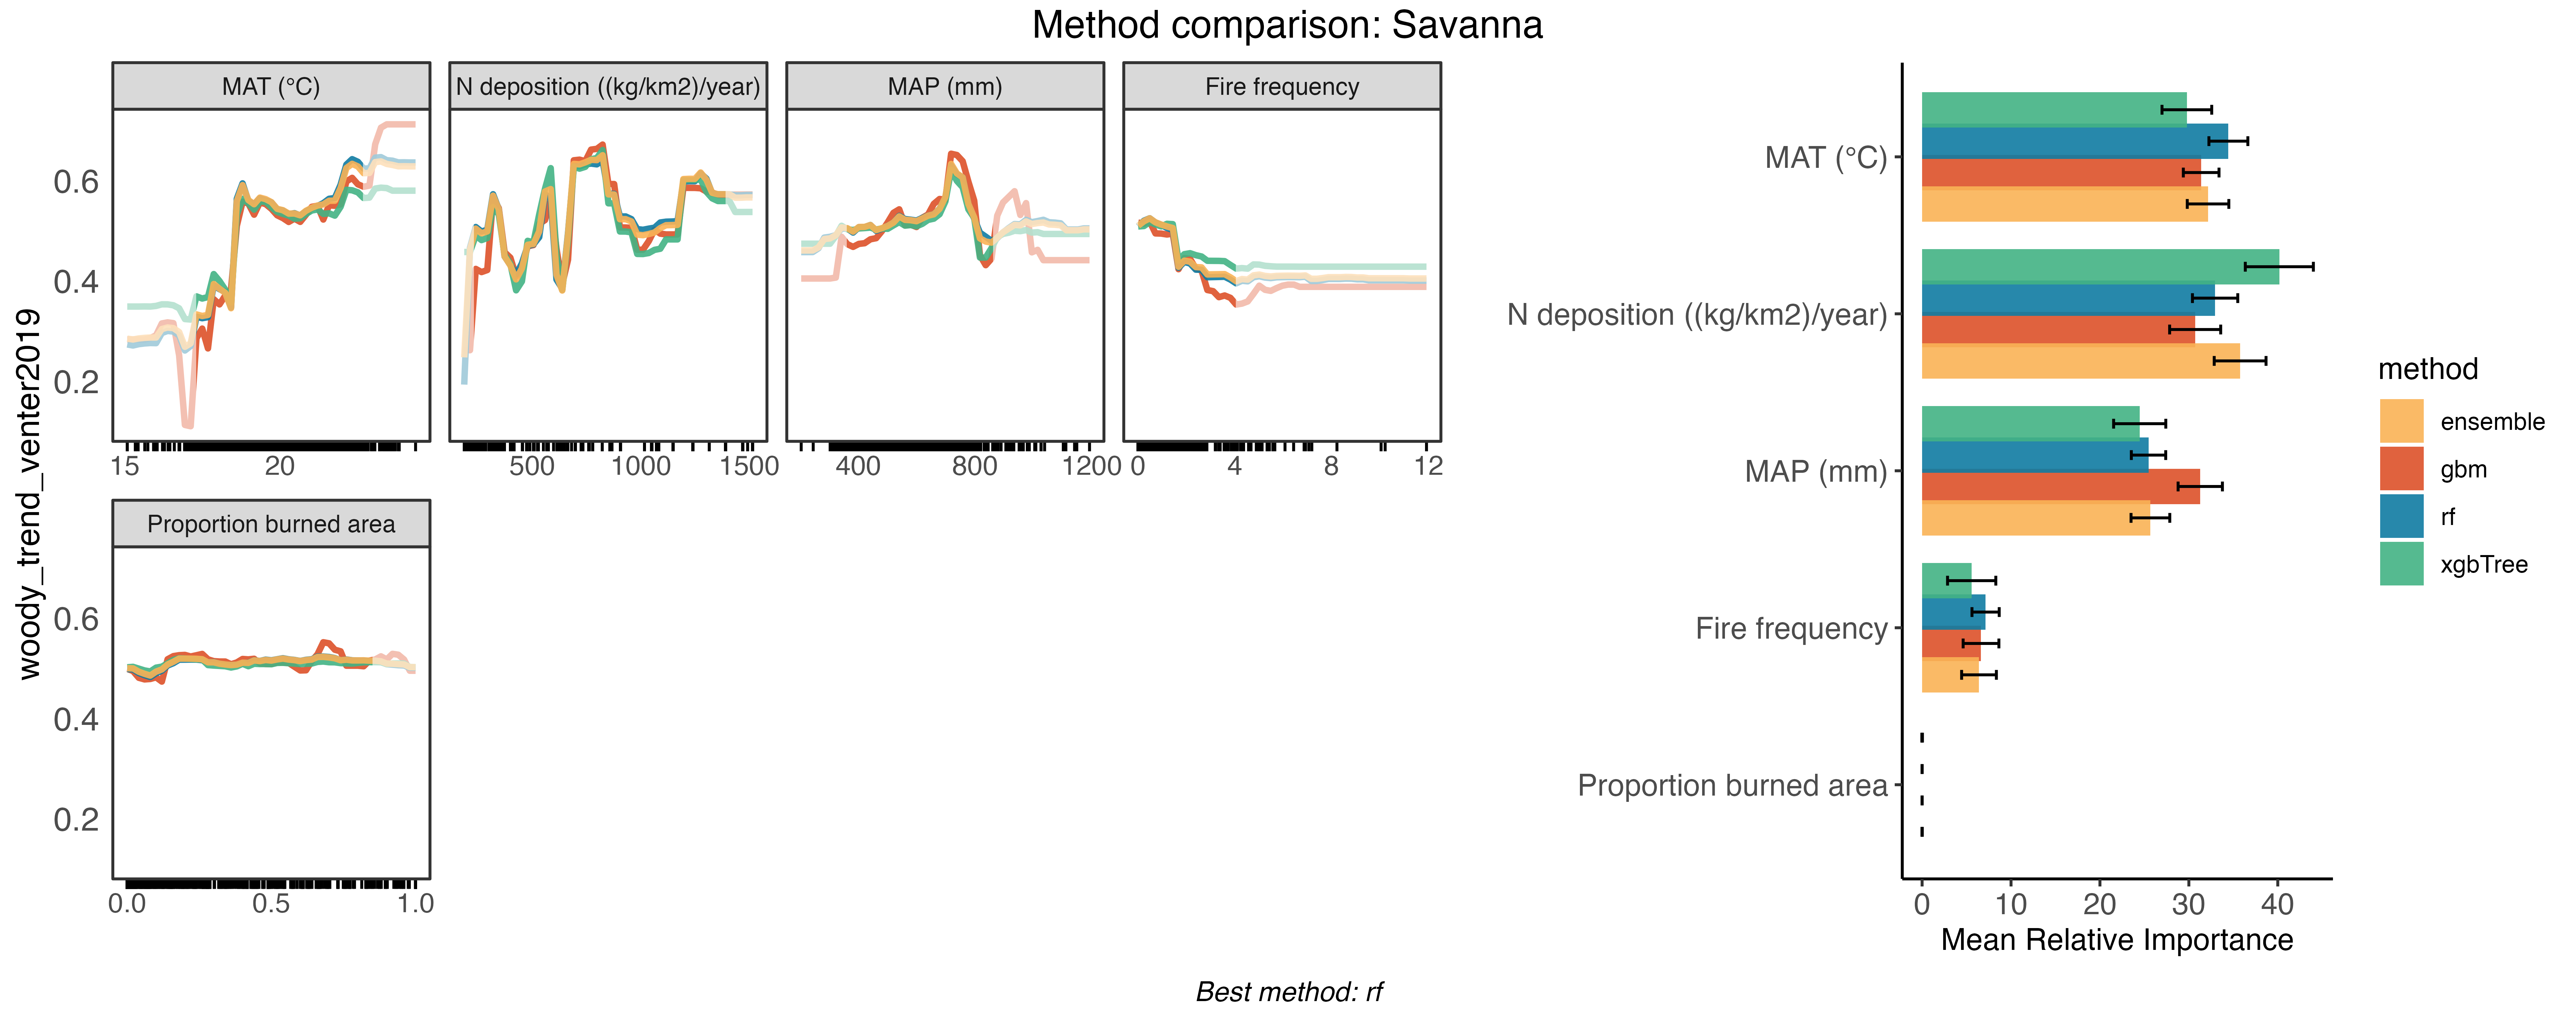 Method comparison: Savanna
MAT (°C)
N deposition ((kg/km2)/year)
MAP (mm)
Fire frequency
0.6
0.4
0.2
15 20
500 1000 1500
400 800 1200
0 4 8 12
Proportion burned area
0.6
0.4
0.2
0.0 0.5 1.0
woody_trend_venter2019
MAT (°C)
N deposition ((kg/km2)/year)
MAP (mm)
Fire frequency
Proportion burned area
0 10 20 30 40
Mean Relative Importance
method
ensemble
gbm
rf
xgbTree
Best method: rf